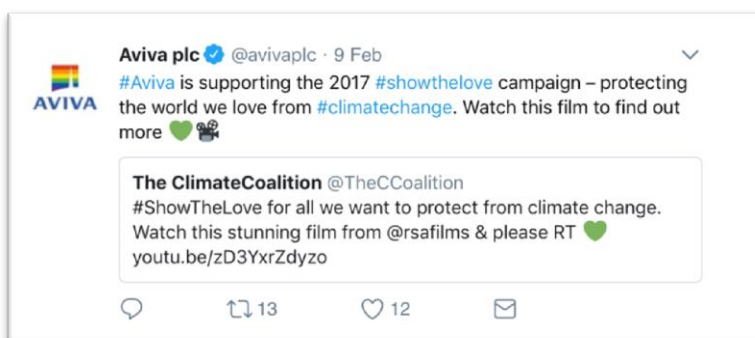 Aviva plc @avivaplc · 9 Feb
AVIVA
#Aviva is supporting the 2017 #showthelove campaign – protecting
the world we love from #climatechange. Watch this film to find out
more 💚🎥
The ClimateCoalition @TheCCoalition
#ShowTheLove for all we want to protect from climate change.
Watch this stunning film from @rsafilms & please RT 💚
youtu.be/zD3YxrZdyzo
13 12